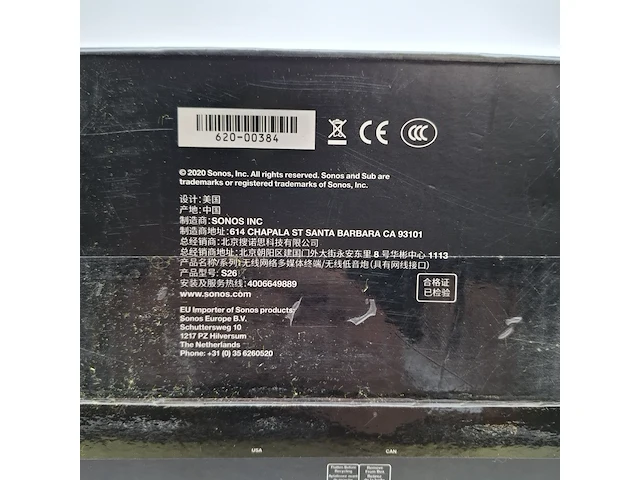 620-00384
CE
CCC
© 2020 Sonos, Inc. All rights reserved. Sonos and Sub are
trademarks or registered trademarks of Sonos, Inc.
设计: 美国
产地: 中国
制造商: SONOS INC
制造商地址: 614 CHAPALA ST SANTA BARBARA CA 93101
总经销商: 北京搜诺思科技有限公司
总经销商地址: 北京朝阳区建国门外大街永安东里 8 号华彬中心 1113
产品名称/系列: 无线网络多媒体终端/无线低音炮 (具有网线接口)
产品型号: S26
安装及服务热线: 4006649889
www.sonos.com
合格证
已检验
EU Importer of Sonos products:
Sonos Europe B.V.
Schuttersweg 10
1217 PZ Hilversum
The Netherlands
Phone: +31 (0) 35 6260520
USA
CAN
Flatten Before
Recycling
Remove
From Box